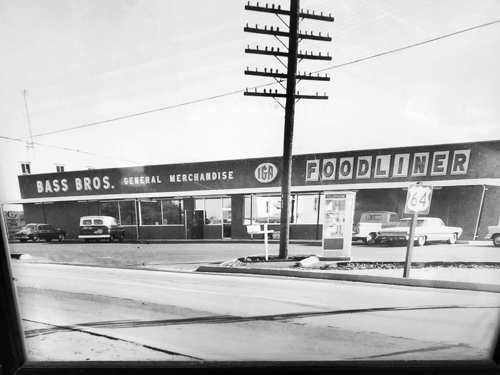 BASS BROS. GENERAL MERCHANDISE IGA FOODLINER
64